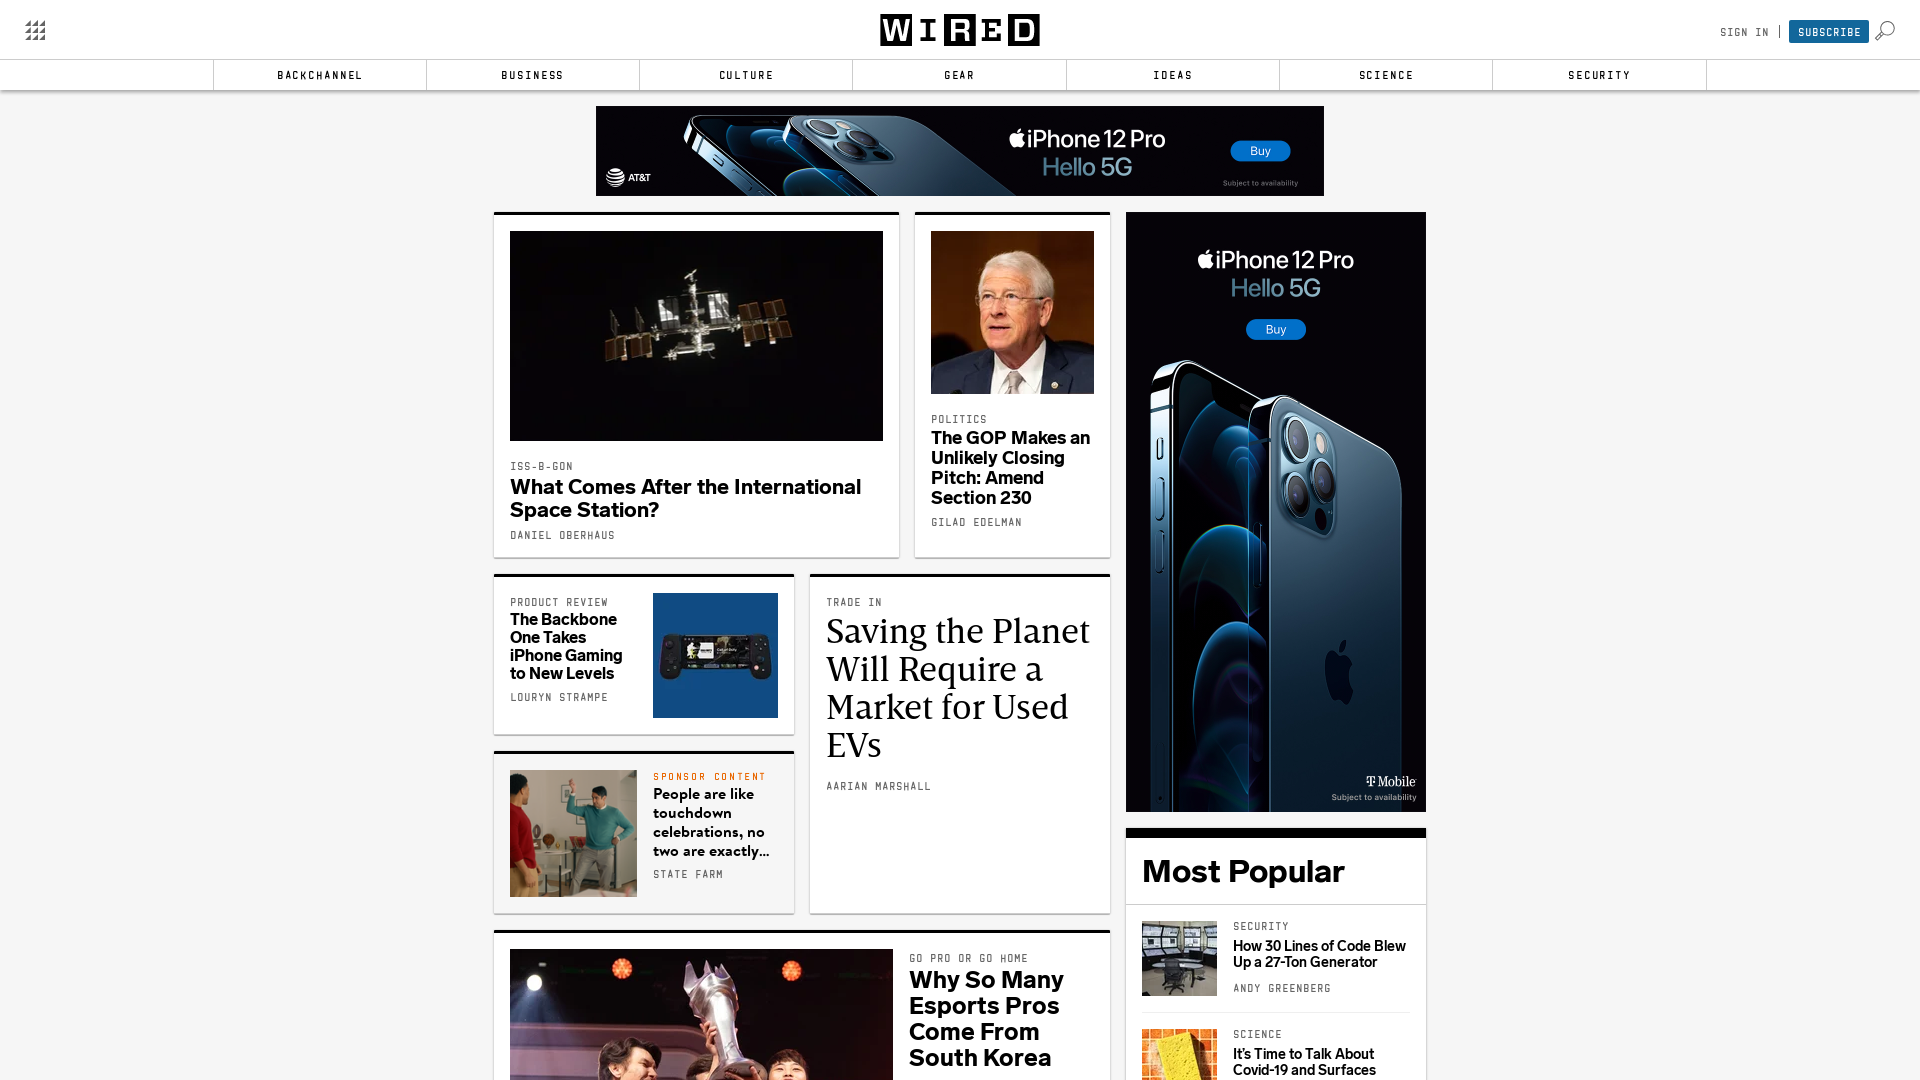 WIRED
SIGN IN
SUBSCRIBE
BACKCHANNEL
BUSINESS
CULTURE
GEAR
IDEAS
SCIENCE
SECURITY
AT&T
iPhone 12 Pro
Hello 5G
Buy
Subject to availability
ISS-B-GON
What Comes After the International
Space Station?
DANIEL OBERHAUS
POLITICS
The GOP Makes an
Unlikely Closing
Pitch: Amend
Section 230
GILAD EDELMAN
iPhone 12 Pro
Hello 5G
Buy
T Mobile
Subject to availability
PRODUCT REVIEW
The Backbone
One Takes
iPhone Gaming
to New Levels
LOURYN STRAMPE
TRADE IN
Saving the Planet
Will Require a
Market for Used
EVs
AARIAN MARSHALL
SPONSOR CONTENT
People are like
touchdown
celebrations, no
two are exactly...
STATE FARM
GO PRO OR GO HOME
Why So Many
Esports Pros
Come From
South Korea
Most Popular
SECURITY
How 30 Lines of Code Blew
Up a 27-Ton Generator
ANDY GREENBERG
SCIENCE
It's Time to Talk About
Covid-19 and Surfaces